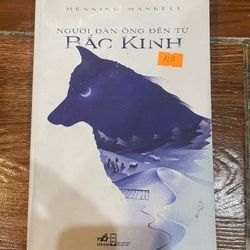 HENNING MANKELL
NGƯỜI ĐÀN ÔNG ĐẾN TỪ
BẮC KINH